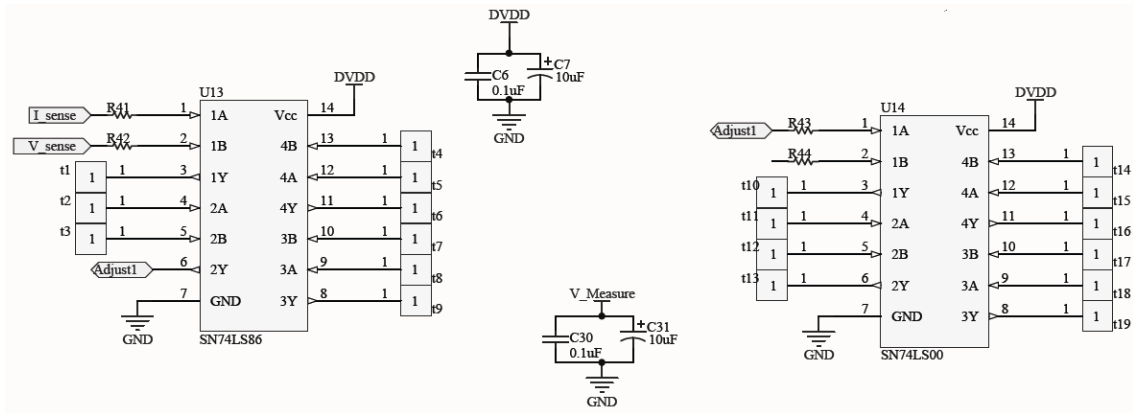 DVDD
C6
0.1uF
C7
10uF
GND
U13
DVDD
I_sense
R41
1
1A
Vcc
14
V_sense
R42
2
1B
4B
13
1
1
t4
t1
1
1
3
1Y
4A
12
1
1
t5
t2
1
1
4
2A
4Y
11
1
1
t6
t3
1
1
5
2B
3B
10
1
1
t7
Adjust1
6
2Y
3A
9
1
1
t8
7
GND
3Y
8
1
1
t9
GND
SN74LS86
V_Measure
C30
0.1uF
C31
10uF
GND
U14
DVDD
Adjust1
R43
1
1A
Vcc
14
R44
2
1B
4B
13
1
1
t14
t10
1
1
3
1Y
4A
12
1
1
t15
t11
1
1
4
2A
4Y
11
1
1
t16
t12
1
1
5
2B
3B
10
1
1
t17
t13
1
1
6
2Y
3A
9
1
1
t18
7
GND
3Y
8
1
1
t19
GND
SN74LS00